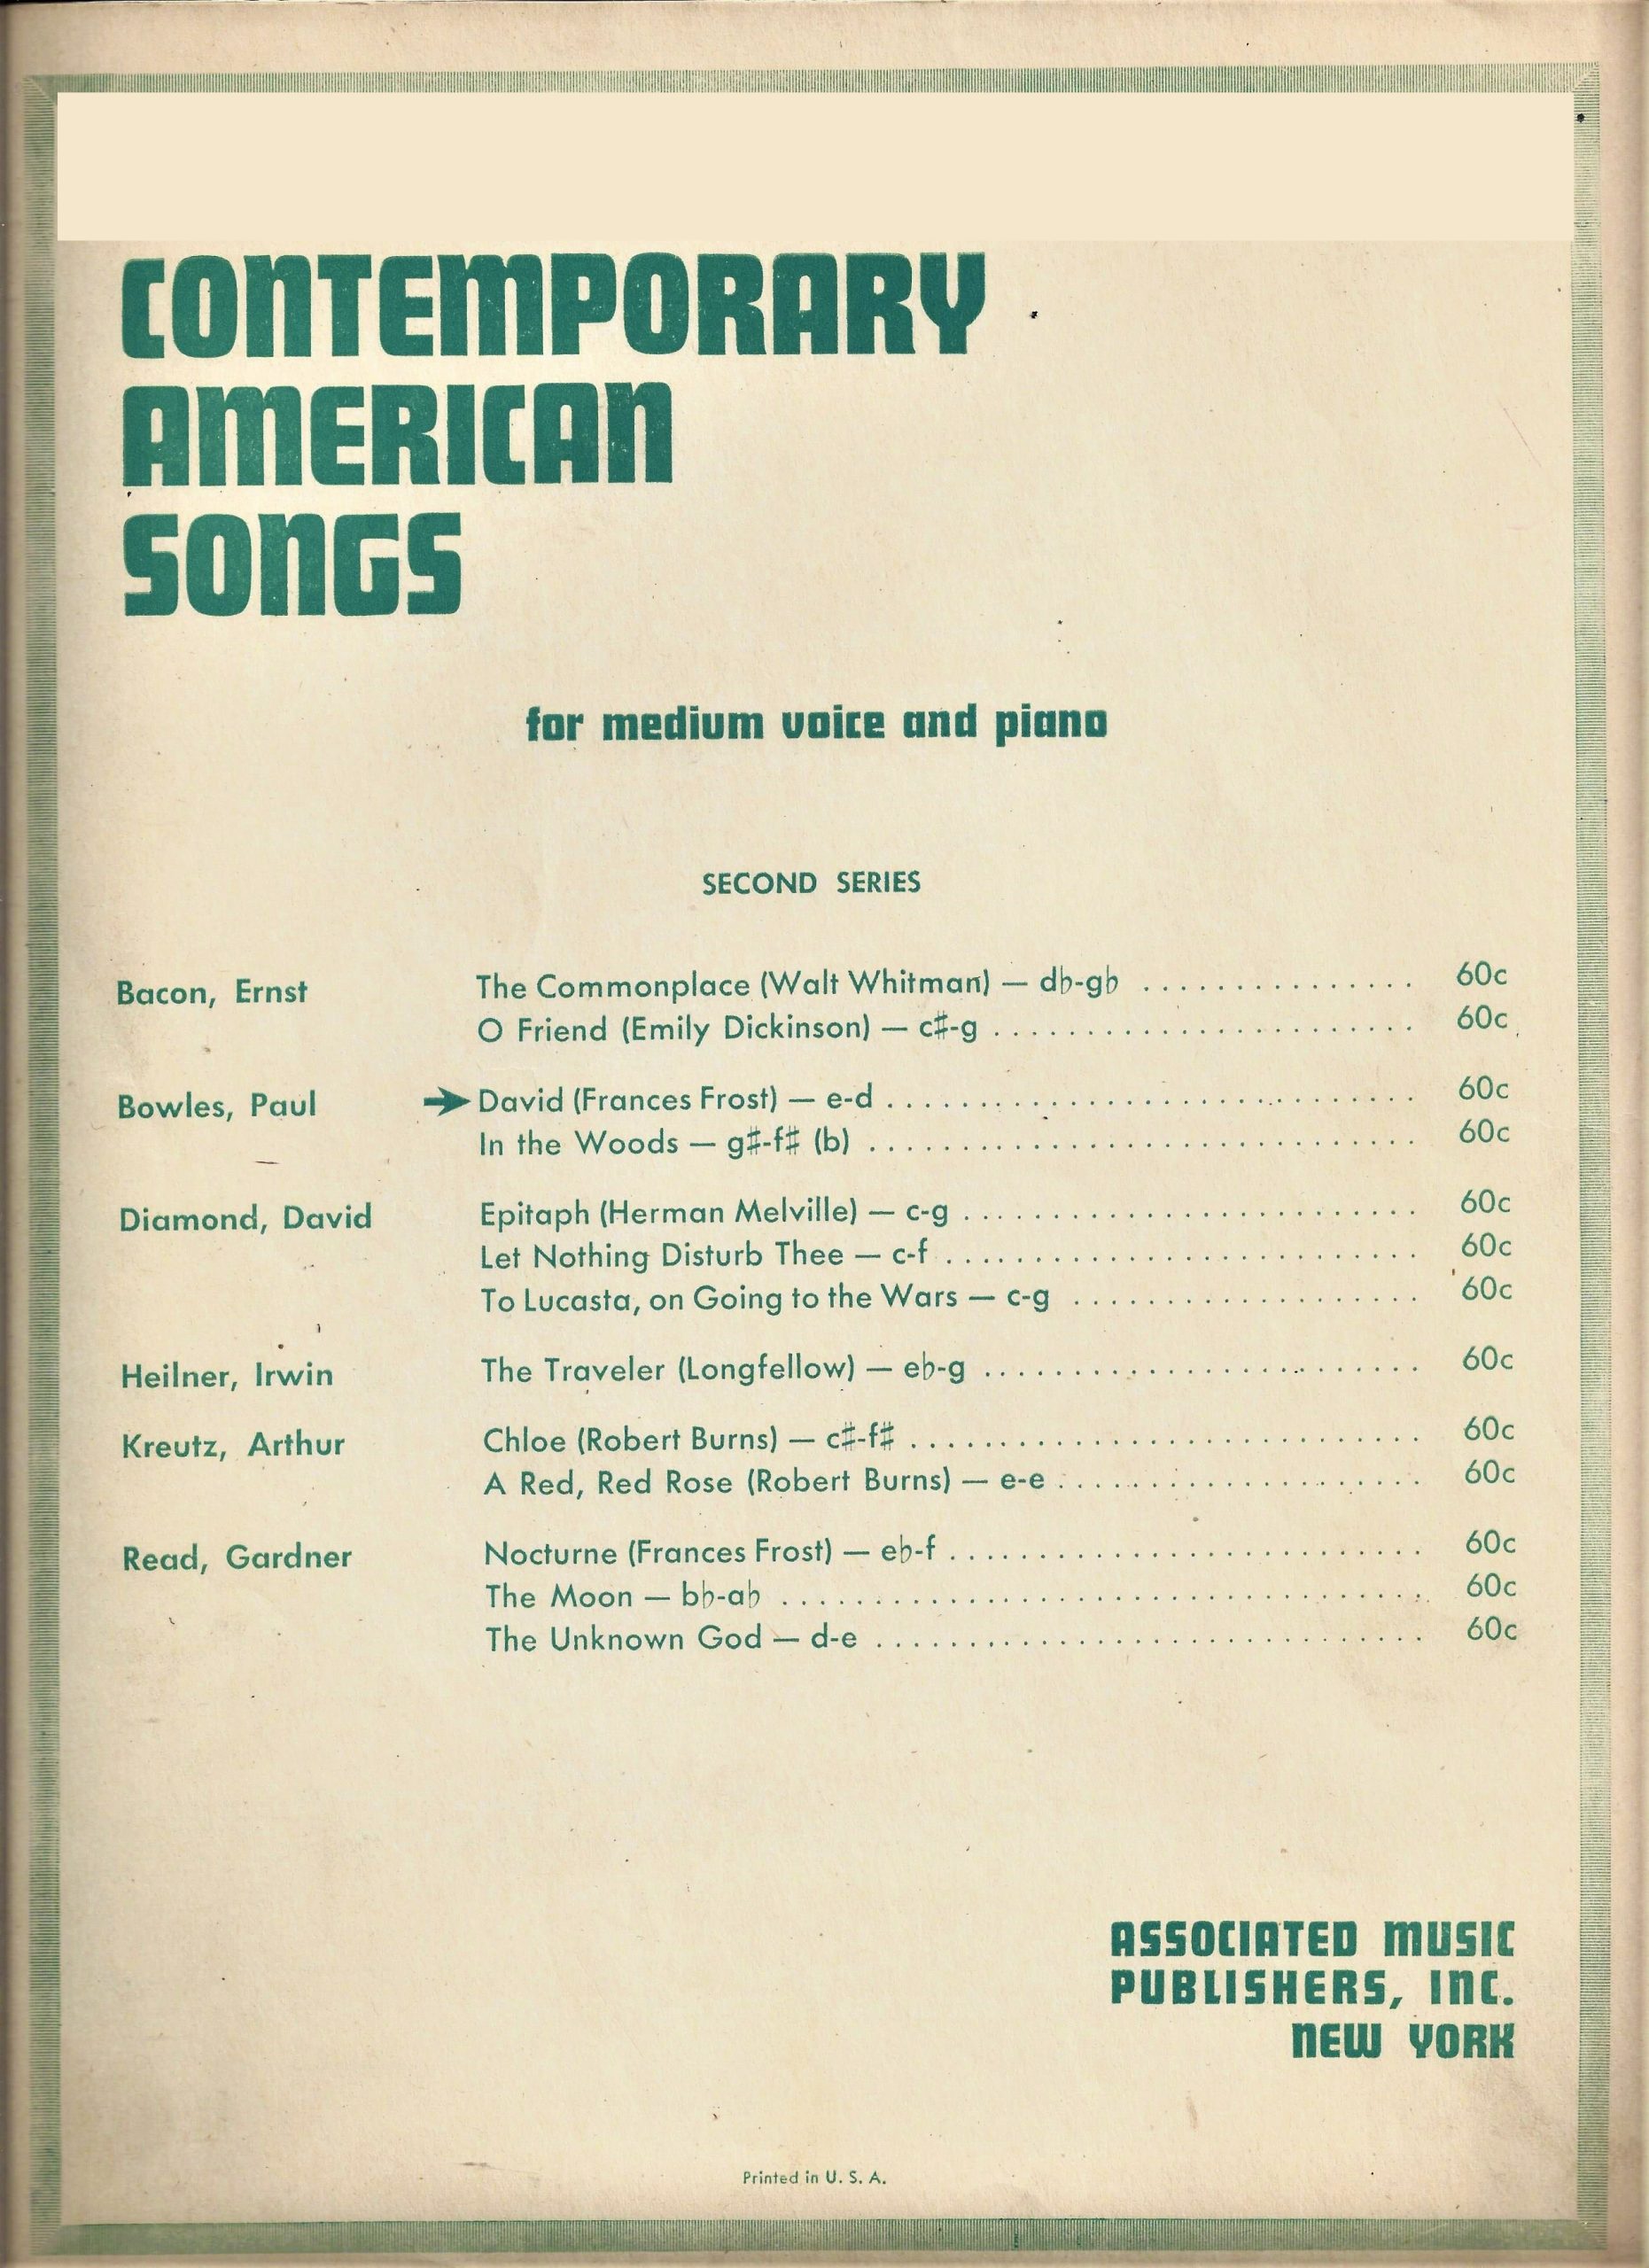 CONTEMPORARY
AMERICAN
SONGS
for medium voice and piano
SECOND SERIES
Bacon, Ernst The Commonplace (Walt Whitman) — d♭-g♭ ............... 60c
O Friend (Emily Dickinson) — c♯-g ........................ 60c
Bowles, Paul → David (Frances Frost) — e-d ............................. 60c
In the Woods — g♯-f♯ (b) .............................. 60c
Diamond, David Epitaph (Herman Melville) — c-g ......................... 60c
Let Nothing Disturb Thee — c-f .......................... 60c
To Lucasta, on Going to the Wars — c-g .................. 60c
Heilner, Irwin The Traveler (Longfellow) — e♭-g ........................ 60c
Kreutz, Arthur Chloe (Robert Burns) — c♯-f♯ ............................ 60c
A Red, Red Rose (Robert Burns) — e-e .................... 60c
Read, Gardner Nocturne (Frances Frost) — e♭-f .......................... 60c
The Moon — b♭-a♭ .................................. 60c
The Unknown God — d-e .............................. 60c
ASSOCIATED MUSIC
PUBLISHERS, INC.
NEW YORK
Printed in U. S. A.